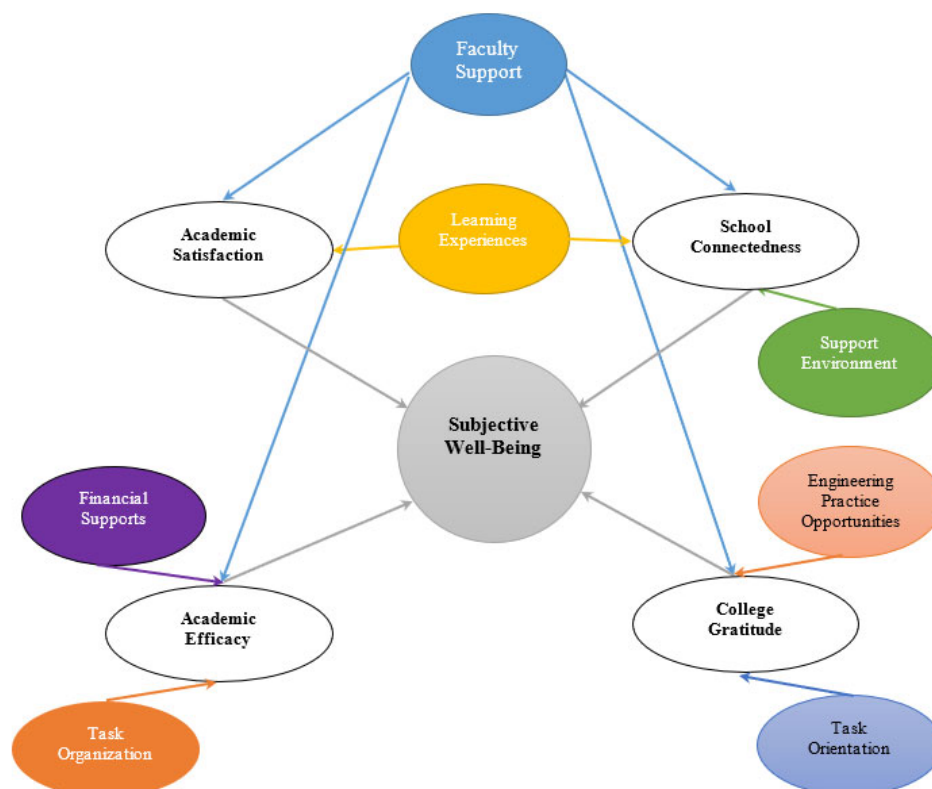 Faculty
Support
Academic
Satisfaction
Learning
Experiences
School
Connectedness
Support
Environment
Subjective
Well-Being
Financial
Supports
Engineering
Practice
Opportunities
Academic
Efficacy
College
Gratitude
Task
Organization
Task
Orientation